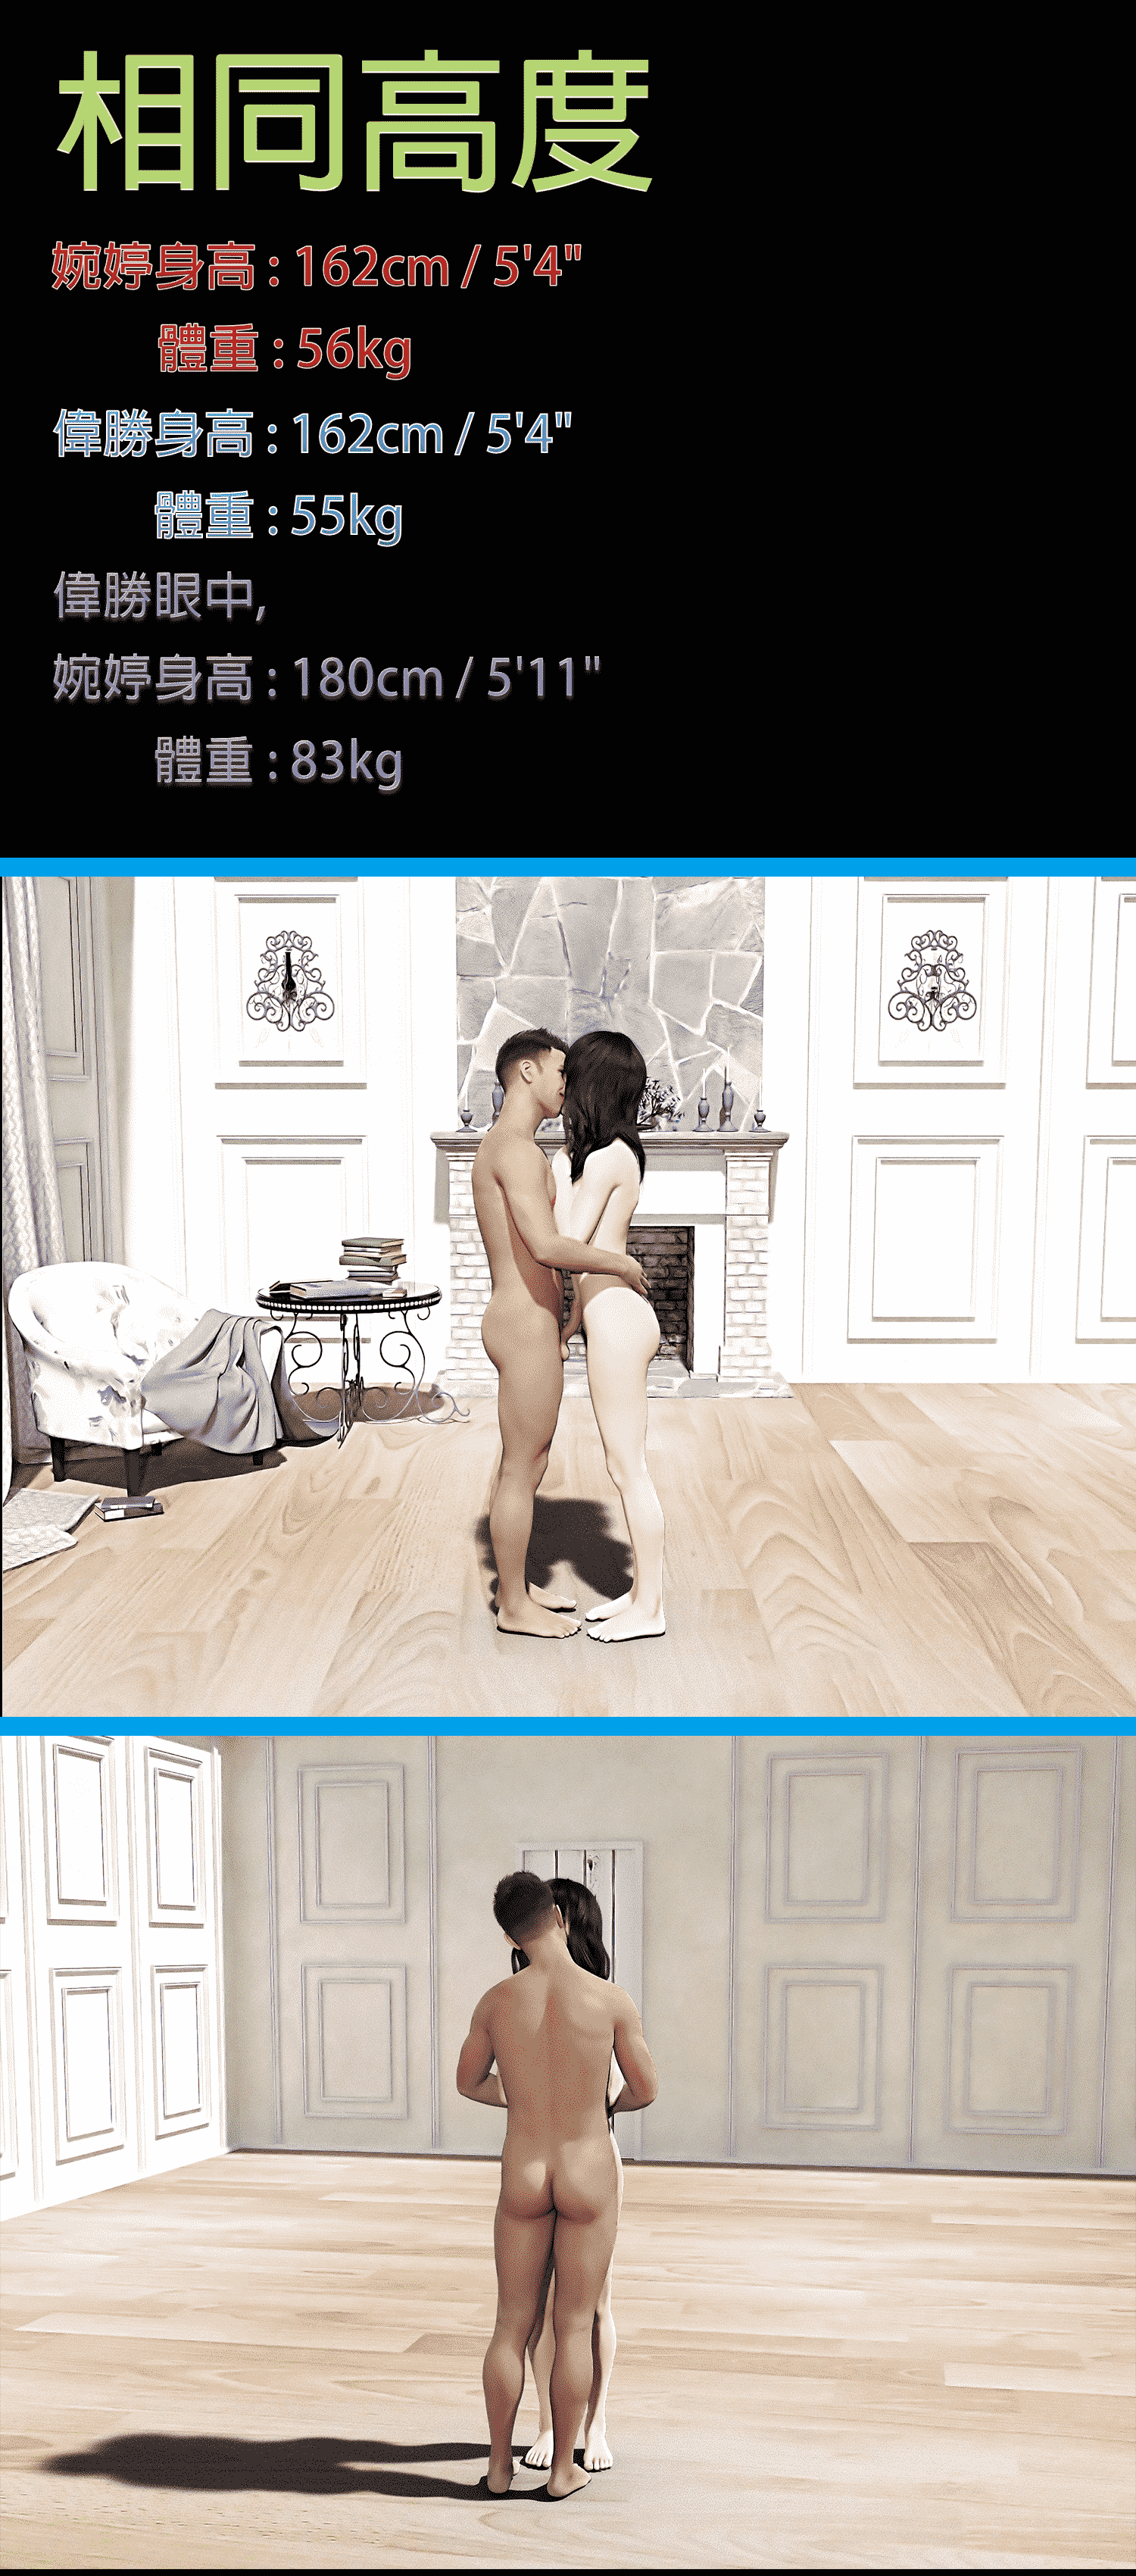 相同高度
婉婷身高 : 162cm / 5'4"
體重 : 56kg
偉勝身高 : 162cm / 5'4"
體重 : 55kg
偉勝眼中,
婉婷身高 : 180cm / 5'11"
體重 : 83kg